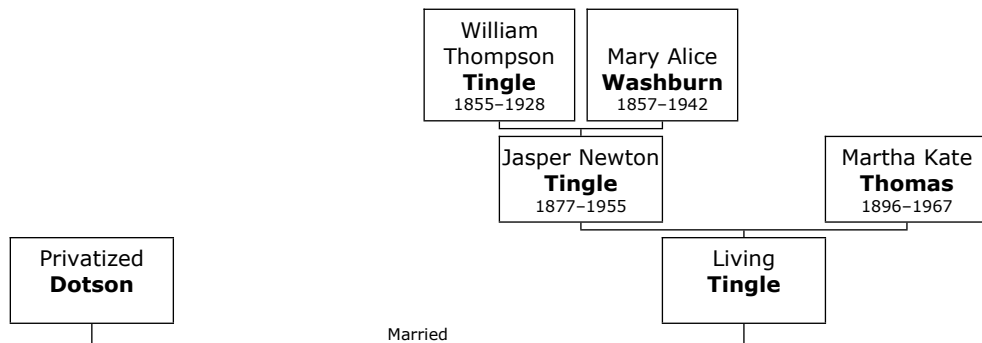 William
Thompson
Tingle
1855–1928
Mary Alice
Washburn
1857–1942
Jasper Newton
Tingle
1877–1955
Martha Kate
Thomas
1896–1967
Privatized
Dotson
Living
Tingle
Married